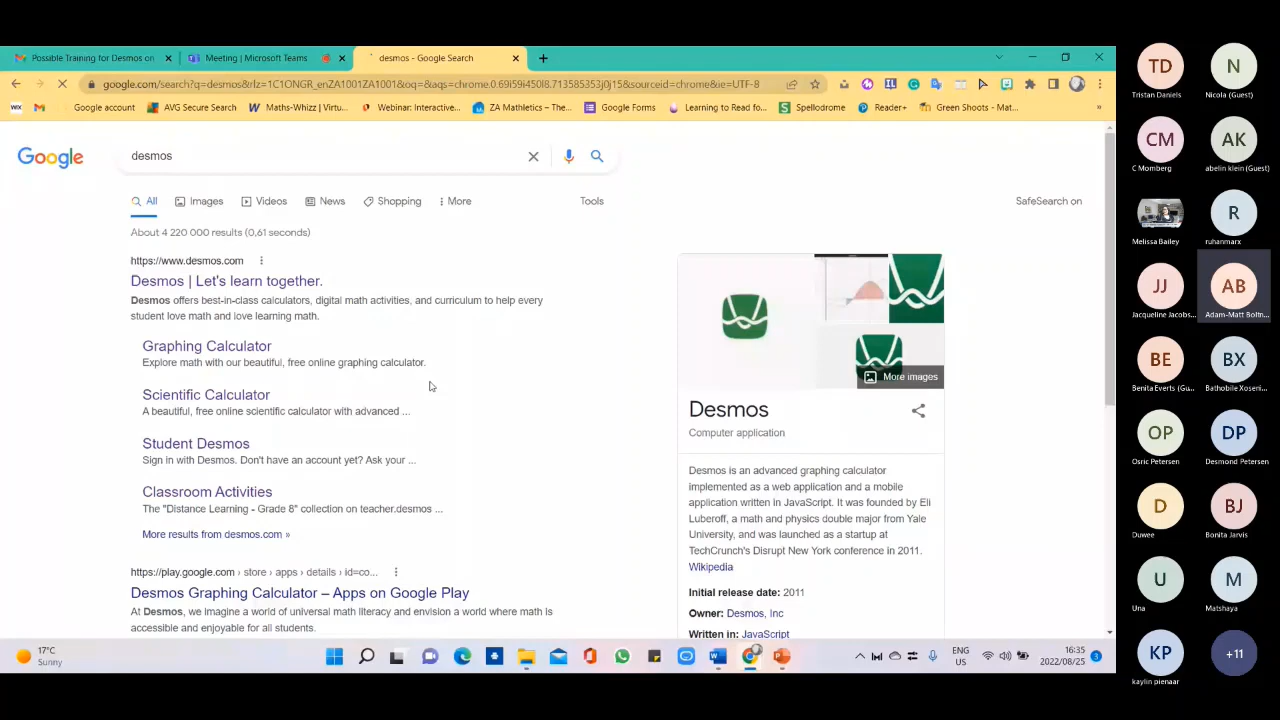 Possible Training for Desmos on
Meeting | Microsoft Teams
desmos - Google Search
google.com/search?q=desmos&rlz=1C1ONGR_enZA1001ZA1001&oq=&aqs=chrome.0.69i59i450l8.713585353j0j15&sourceid=chrome&ie=UTF-8
WIX
Google account
AVG Secure Search
Maths-Whizz | Virtu...
Webinar: Interactive...
ZA Mathletics – The...
Google Forms
Learning to Read fo...
Spellodrome
Reader+
Green Shoots - Mat...
»
Google
desmos
All
Images
Videos
News
Shopping
More
Tools
SafeSearch on
About 4 220 000 results (0,61 seconds)
https://www.desmos.com
Desmos | Let's learn together.
Desmos offers best-in-class calculators, digital math activities, and curriculum to help every
student love math and love learning math.
Graphing Calculator
Explore math with our beautiful, free online graphing calculator.
Scientific Calculator
A beautiful, free online scientific calculator with advanced ...
Student Desmos
Sign in with Desmos. Don't have an account yet? Ask your ...
Classroom Activities
The "Distance Learning - Grade 8" collection on teacher.desmos ...
More results from desmos.com »
https://play.google.com › store › apps › details › id=co...
Desmos Graphing Calculator – Apps on Google Play
At Desmos, we imagine a world of universal math literacy and envision a world where math is
accessible and enjoyable for all students.
More images
Desmos
Computer application
Desmos is an advanced graphing calculator
implemented as a web application and a mobile
application written in JavaScript. It was founded by Eli
Luberoff, a math and physics double major from Yale
University, and was launched as a startup at
TechCrunch's Disrupt New York conference in 2011.
Wikipedia
Initial release date: 2011
Owner: Desmos, Inc
Written in: JavaScript
17°C
Sunny
ENG
US
16:35
2022/08/25
3
TD
Tristan Daniels
N
Nicola (Guest)
CM
C Momberg
AK
abelin klein (Guest)
Melissa Bailey
R
ruhanmarx
JJ
Jacqueline Jacobs...
AB
Adam-Matt Boltn...
BE
Benita Everts (Gu...
BX
Bathobile Xoseri...
OP
Osric Petersen
DP
Desmond Petersen
D
Duwee
BJ
Bonita Jarvis
U
Una
M
Matshaya
KP
kaylin pienaar
+11